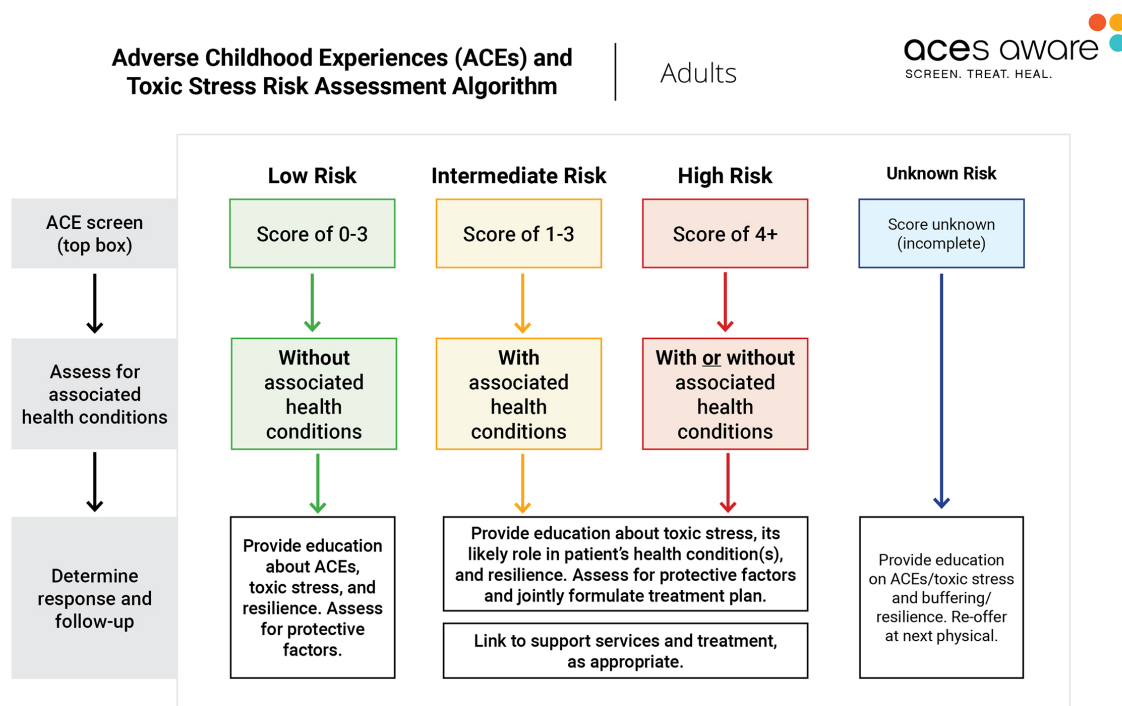 Adverse Childhood Experiences (ACEs) and
Toxic Stress Risk Assessment Algorithm
Adults
aces aware
SCREEN. TREAT. HEAL.
Low Risk
Intermediate Risk
High Risk
Unknown Risk
ACE screen
(top box)
Score of 0-3
Score of 1-3
Score of 4+
Score unknown
(incomplete)
Assess for
associated
health conditions
Without
associated
health
conditions
With
associated
health
conditions
With or without
associated
health
conditions
Determine
response and
follow-up
Provide education
about ACEs,
toxic stress, and
resilience. Assess
for protective
factors.
Provide education about toxic stress, its
likely role in patient's health condition(s),
and resilience. Assess for protective factors
and jointly formulate treatment plan.
Link to support services and treatment,
as appropriate.
Provide education
on ACEs/toxic stress
and buffering/
resilience. Re-offer
at next physical.